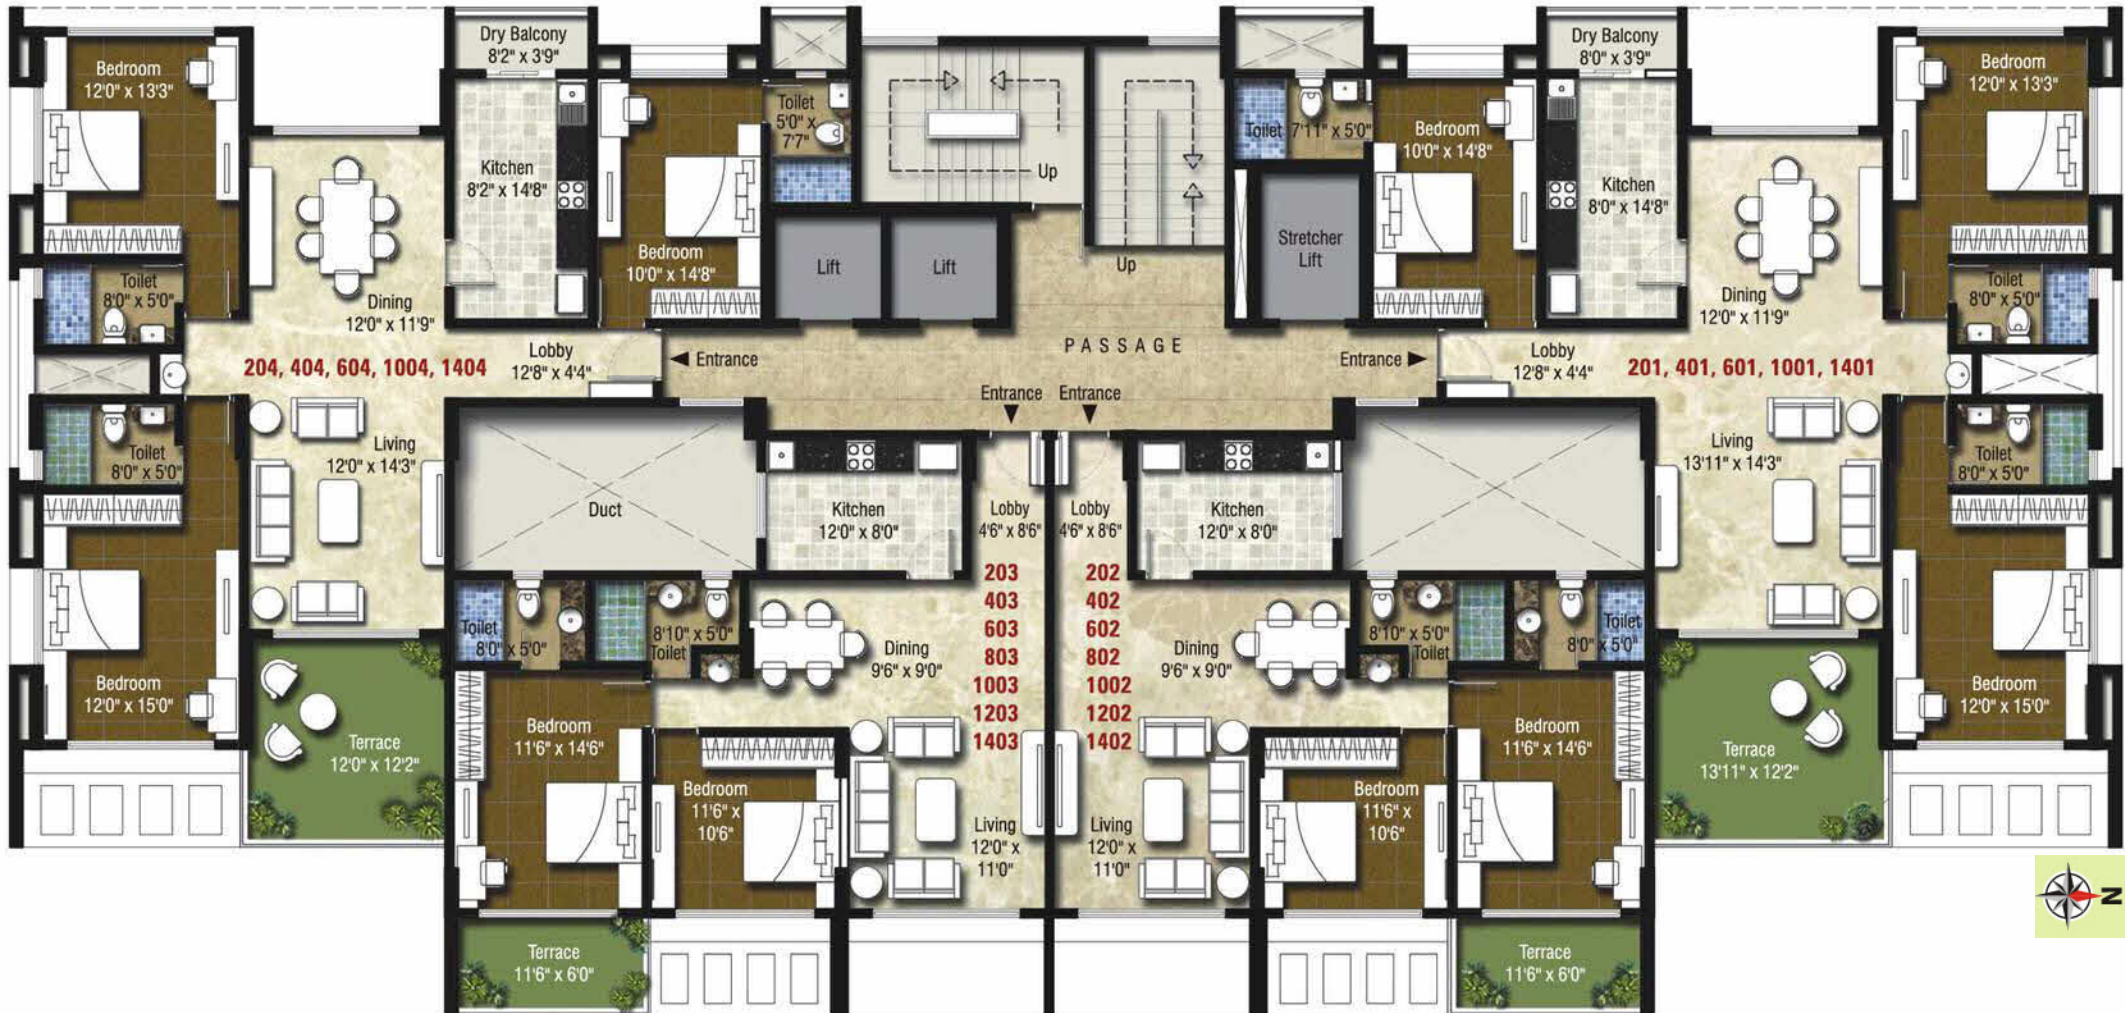 Bedroom
12'0" x 13'3"
Dry Balcony
8'2" x 3'9"
Kitchen
8'2" x 14'8"
Toilet
5'0" x
7'7"
Bedroom
10'0" x 14'8"
Up
Up
Lift
Lift
Stretcher
Lift
Toilet
7'11" x 5'0"
Bedroom
10'0" x 14'8"
Dry Balcony
8'0" x 3'9"
Kitchen
8'0" x 14'8"
Bedroom
12'0" x 13'3"
Toilet
8'0" x 5'0"
Dining
12'0" x 11'9"
Lobby
12'8" x 4'4"
204, 404, 604, 1004, 1404
Entrance
PASSAGE
Entrance
Entrance
Entrance
Dining
12'0" x 11'9"
Lobby
12'8" x 4'4"
201, 401, 601, 1001, 1401
Toilet
8'0" x 5'0"
Toilet
8'0" x 5'0"
Living
12'0" x 14'3"
Duct
Kitchen
12'0" x 8'0"
Lobby
4'6" x 8'6"
Lobby
4'6" x 8'6"
Kitchen
12'0" x 8'0"
Living
13'11" x 14'3"
Toilet
8'0" x 5'0"
203
403
603
803
1003
1203
1403
202
402
602
802
1002
1202
1402
Toilet
8'0" x 5'0"
8'10" x 5'0"
Toilet
Dining
9'6" x 9'0"
Dining
9'6" x 9'0"
8'10" x 5'0"
Toilet
Toilet
8'0" x 5'0"
Bedroom
12'0" x 15'0"
Terrace
12'0" x 12'2"
Bedroom
11'6" x 14'6"
Bedroom
11'6" x
10'6"
Living
12'0" x
11'0"
Living
12'0" x
11'0"
Bedroom
11'6" x
10'6"
Bedroom
11'6" x 14'6"
Terrace
13'11" x 12'2"
Bedroom
12'0" x 15'0"
Terrace
11'6" x 6'0"
Terrace
11'6" x 6'0"
N